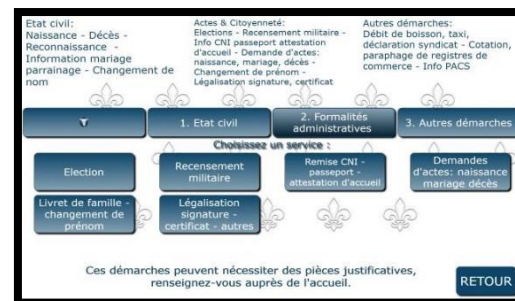 Etat civil:
Naissance - Décès -
Reconnaissance -
Information mariage
parrainage - Changement de
nom
Actes & Citoyenneté:
Elections - Recensement militaire -
Info CNI passeport attestation
d'accueil - Demande d'actes:
naissance, mariage, décès -
Changement de prénom -
Légalisation signature, certificat
Autres démarches:
Débit de boisson, taxi,
déclaration syndicat - Cotation,
paraphage de registres de
commerce - Info PACS
1. Etat civil
2. Formalités
administratives
3. Autres démarches
Choisissez un service :
Election
Recensement
militaire
Remise CNI -
passeport -
attestation d'accueil
Demandes
d'actes: naissance
mariage décès
Livret de famille -
changement de
prénom
Légalisation
signature -
certificat - autres
Ces démarches peuvent nécessiter des pièces justificatives,
renseignez-vous auprès de l'accueil.
RETOUR